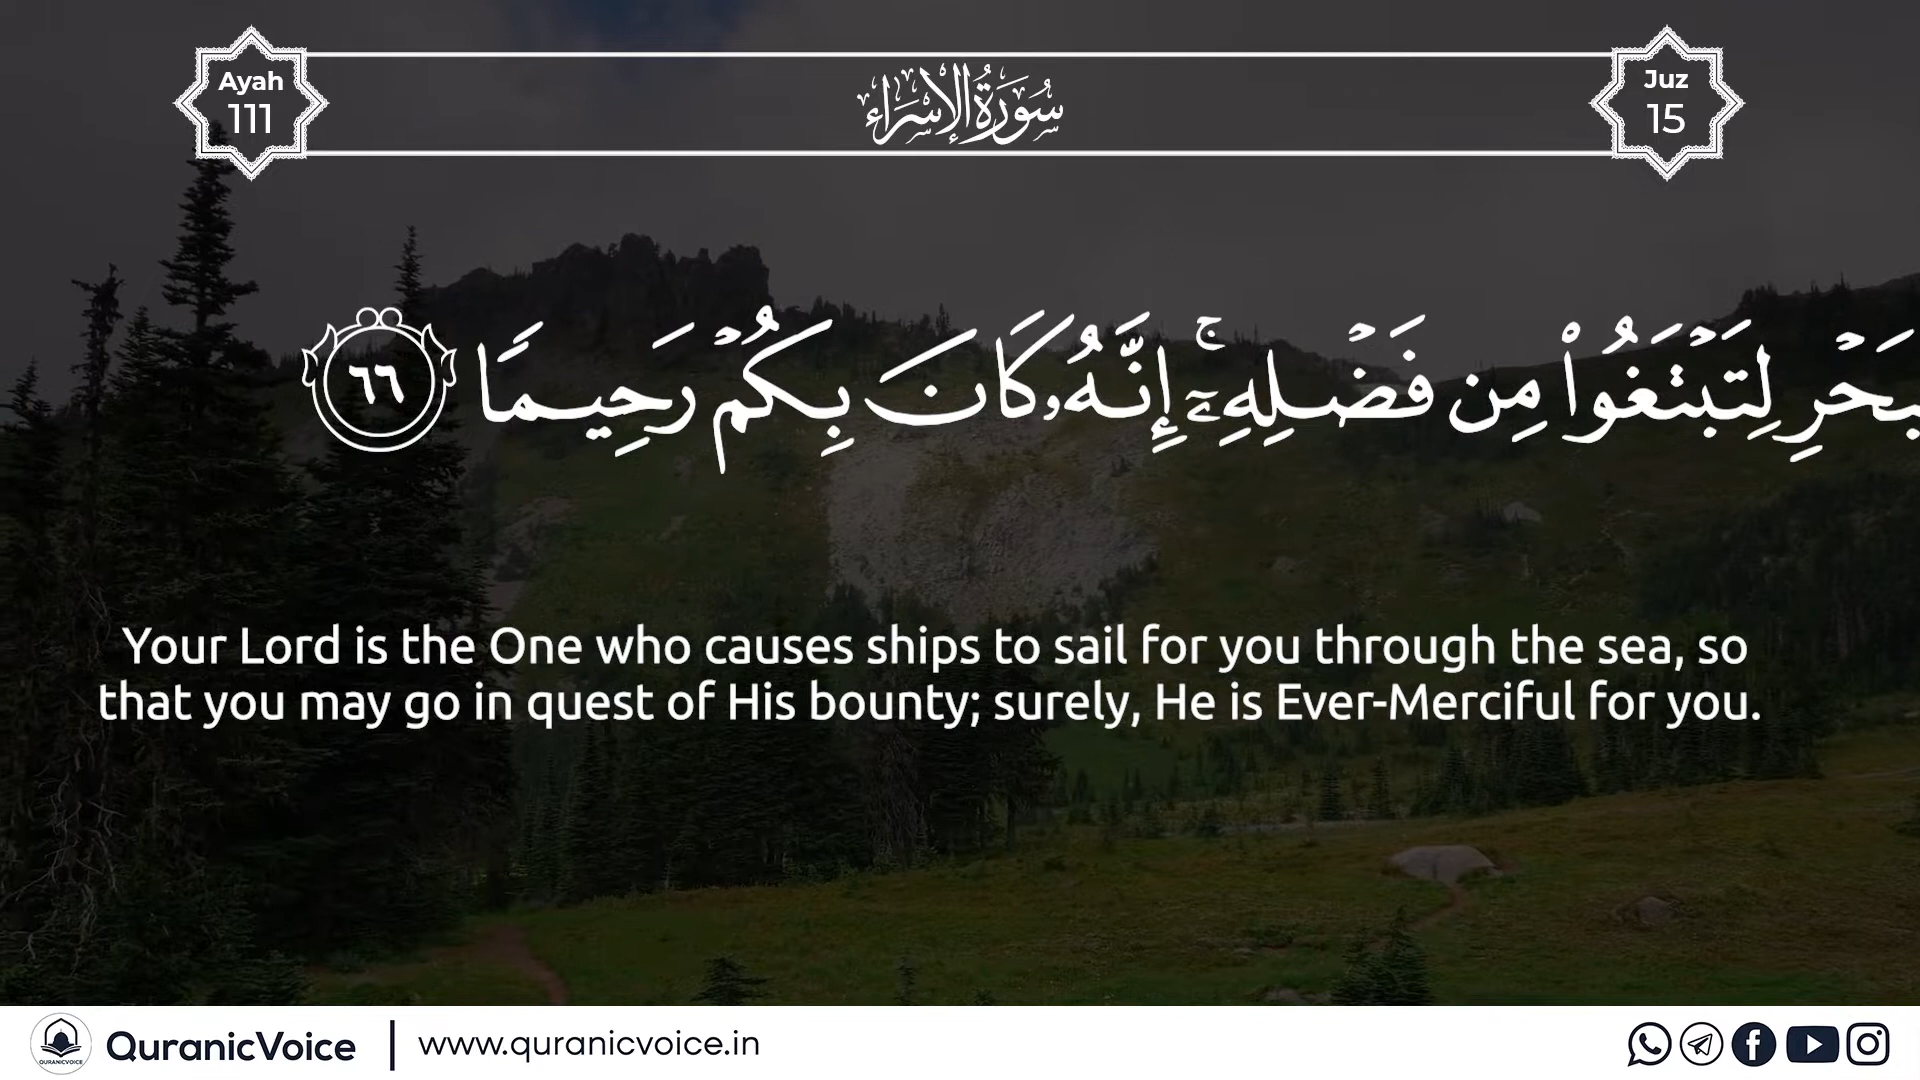 Ayah
111
سُورَةُ الْإِسْرَاء
Juz
15
بَحْرِ لِتَبْتَغُوا۟ مِن فَضْلِهِۦٓ ۚ إِنَّهُۥ كَانَ بِكُمْ رَحِيمًا ٦٦
Your Lord is the One who causes ships to sail for you through the sea, so
that you may go in quest of His bounty; surely, He is Ever-Merciful for you.
QURANICVOICE
QuranicVoice | www.quranicvoice.in